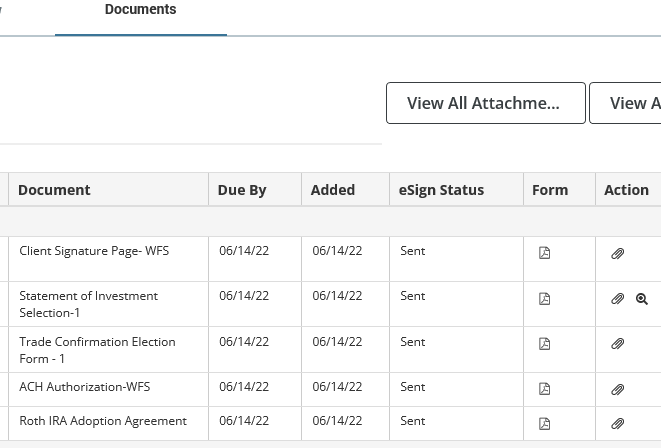 Documents
View All Attachme...
View A
Document Due By Added eSign Status Form Action
Client Signature Page- WFS 06/14/22 06/14/22 Sent
Statement of Investment 06/14/22 06/14/22 Sent
Selection-1
Trade Confirmation Election 06/14/22 06/14/22 Sent
Form - 1
ACH Authorization-WFS 06/14/22 06/14/22 Sent
Roth IRA Adoption Agreement 06/14/22 06/14/22 Sent